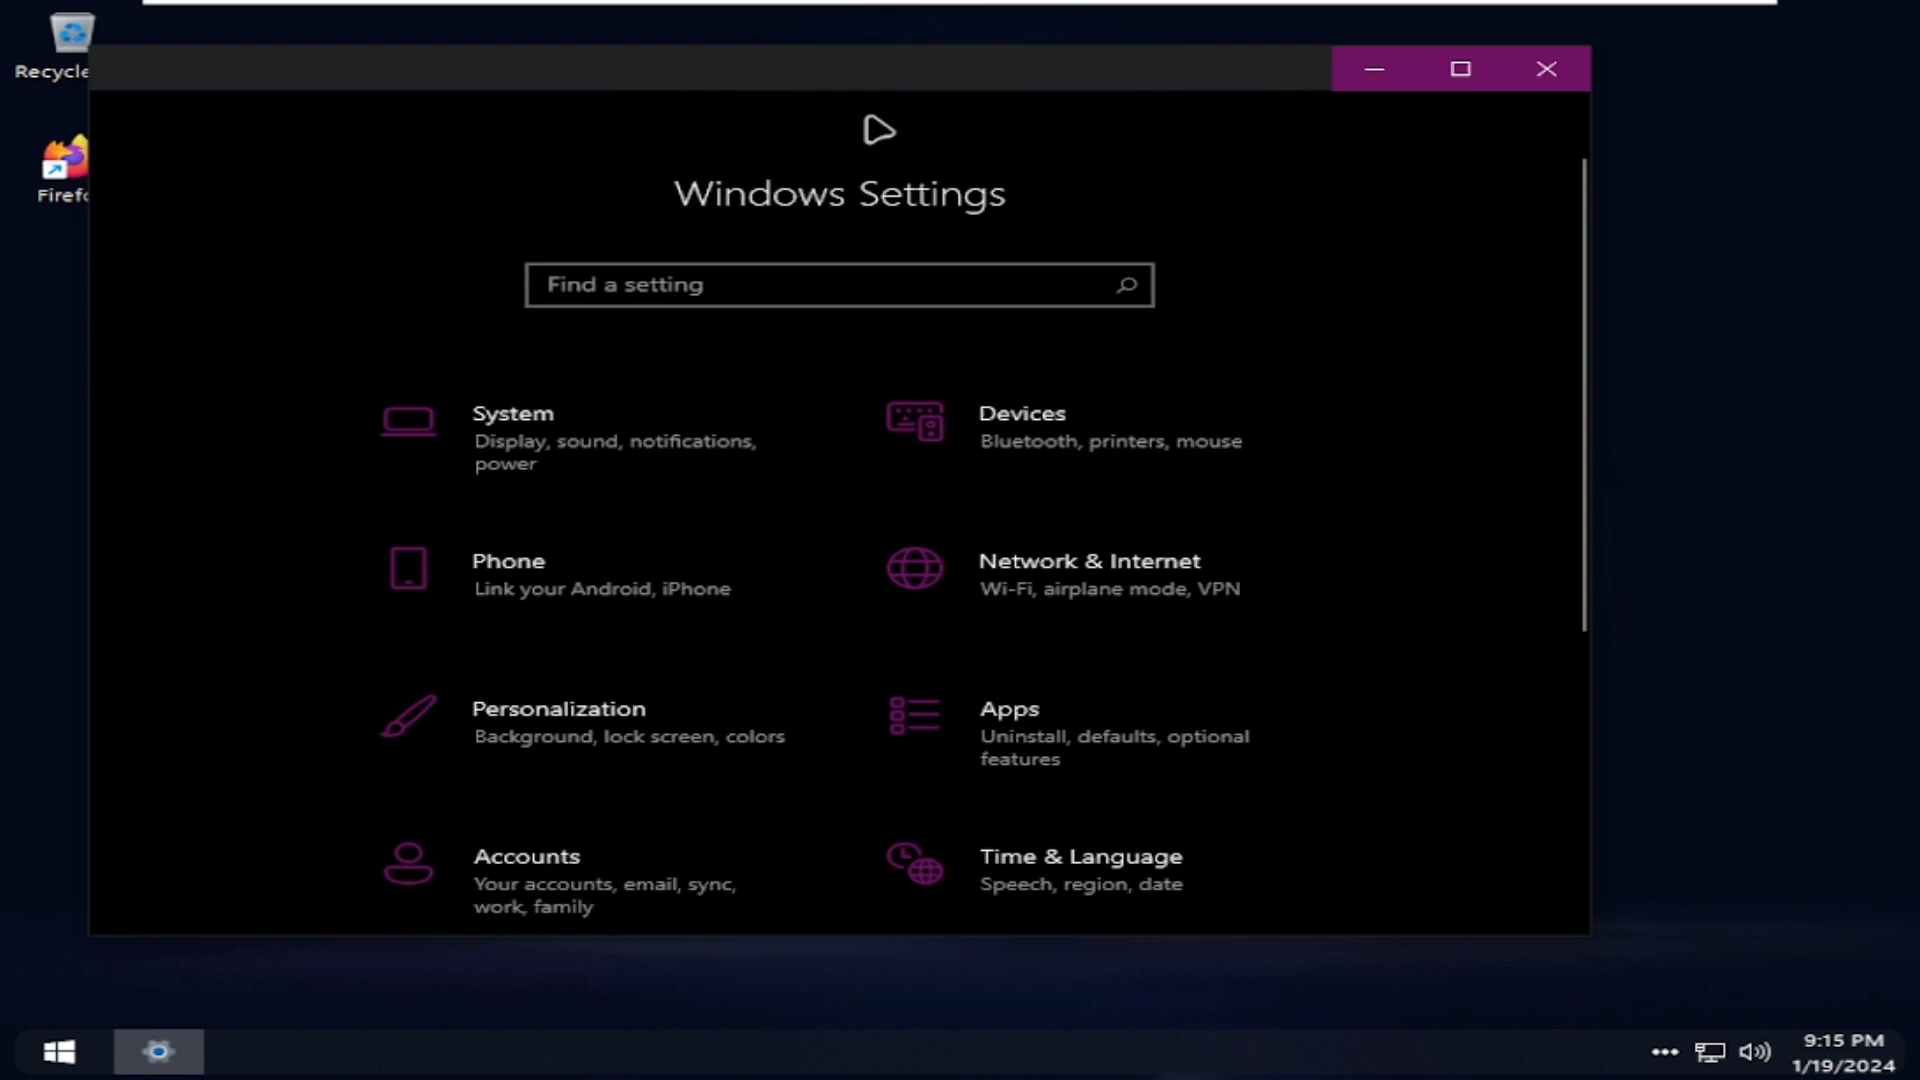 Recycle
Firefo
Windows Settings
Find a setting
System
Display, sound, notifications,
power
Devices
Bluetooth, printers, mouse
Phone
Link your Android, iPhone
Network & Internet
Wi-Fi, airplane mode, VPN
Personalization
Background, lock screen, colors
Apps
Uninstall, defaults, optional
features
Accounts
Your accounts, email, sync,
work, family
Time & Language
Speech, region, date
9:15 PM
1/19/2024